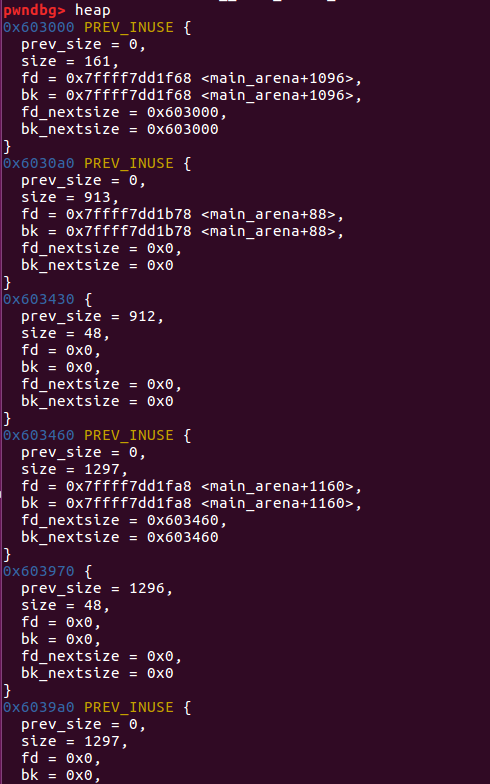 pwndbg> heap
0x603000 PREV_INUSE {
  prev_size = 0,
  size = 161,
  fd = 0x7ffff7dd1f68 <main_arena+1096>,
  bk = 0x7ffff7dd1f68 <main_arena+1096>,
  fd_nextsize = 0x603000,
  bk_nextsize = 0x603000
}
0x6030a0 PREV_INUSE {
  prev_size = 0,
  size = 913,
  fd = 0x7ffff7dd1b78 <main_arena+88>,
  bk = 0x7ffff7dd1b78 <main_arena+88>,
  fd_nextsize = 0x0,
  bk_nextsize = 0x0
}
0x603430 {
  prev_size = 912,
  size = 48,
  fd = 0x0,
  bk = 0x0,
  fd_nextsize = 0x0,
  bk_nextsize = 0x0
}
0x603460 PREV_INUSE {
  prev_size = 0,
  size = 1297,
  fd = 0x7ffff7dd1fa8 <main_arena+1160>,
  bk = 0x7ffff7dd1fa8 <main_arena+1160>,
  fd_nextsize = 0x603460,
  bk_nextsize = 0x603460
}
0x603970 {
  prev_size = 1296,
  size = 48,
  fd = 0x0,
  bk = 0x0,
  fd_nextsize = 0x0,
  bk_nextsize = 0x0
}
0x6039a0 PREV_INUSE {
  prev_size = 0,
  size = 1297,
  fd = 0x0,
  bk = 0x0,